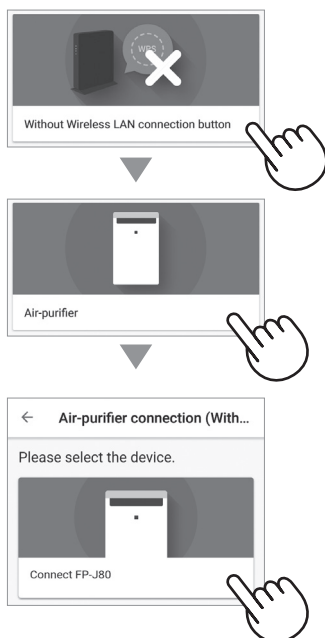 WPS
Without Wireless LAN connection button
Air-purifier
← Air-purifier connection (With...
Please select the device.
Connect FP-J80